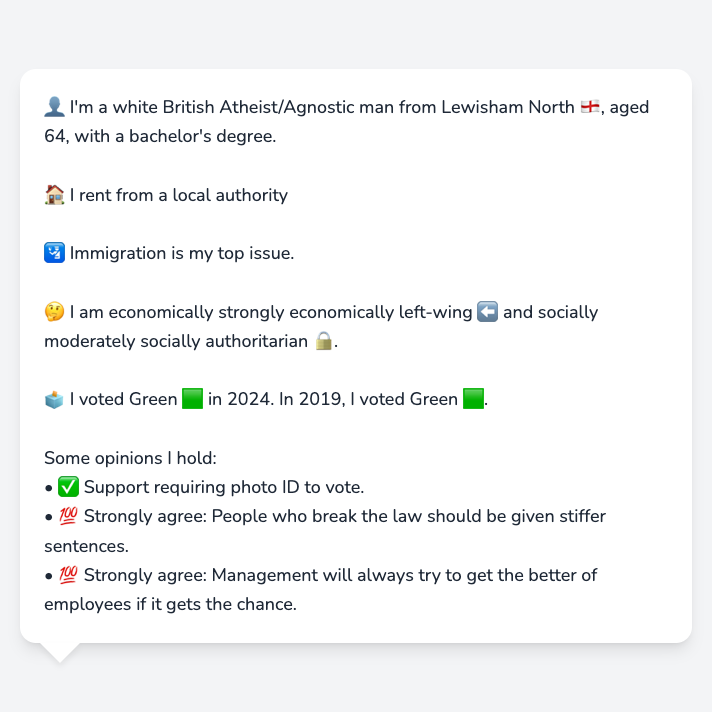 👤 I'm a white British Atheist/Agnostic man from Lewisham North 🏴󠁧󠁢󠁥󠁮󠁧󠁿, aged
64, with a bachelor's degree.
🏠 I rent from a local authority
🛂 Immigration is my top issue.
🤔 I am economically strongly economically left-wing ⬅️ and socially
moderately socially authoritarian 🔒.
🗳️ I voted Green 🟩 in 2024. In 2019, I voted Green 🟩.
Some opinions I hold:
• ✅ Support requiring photo ID to vote.
• 💯 Strongly agree: People who break the law should be given stiffer
sentences.
• 💯 Strongly agree: Management will always try to get the better of
employees if it gets the chance.